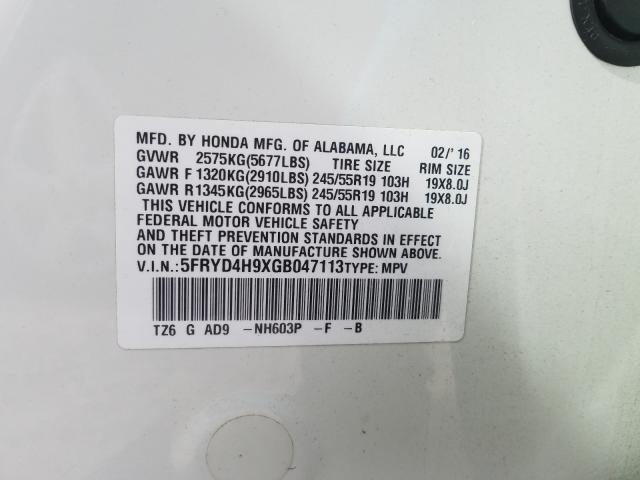 MFD. BY HONDA MFG. OF ALABAMA, LLC 02/'16
GVWR 2575KG(5677LBS) TIRE SIZE RIM SIZE
GAWR F 1320KG(2910LBS) 245/55R19 103H 19X8.0J
GAWR R 1345KG(2965LBS) 245/55R19 103H 19X8.0J
THIS VEHICLE CONFORMS TO ALL APPLICABLE
FEDERAL MOTOR VEHICLE SAFETY
AND THEFT PREVENTION STANDARDS IN EFFECT
ON THE DATE OF MANUFACTURE SHOWN ABOVE.
V.I.N.:5FRYD4H9XGB047113TYPE: MPV
TZ6 G AD9 -NH603P -F -B